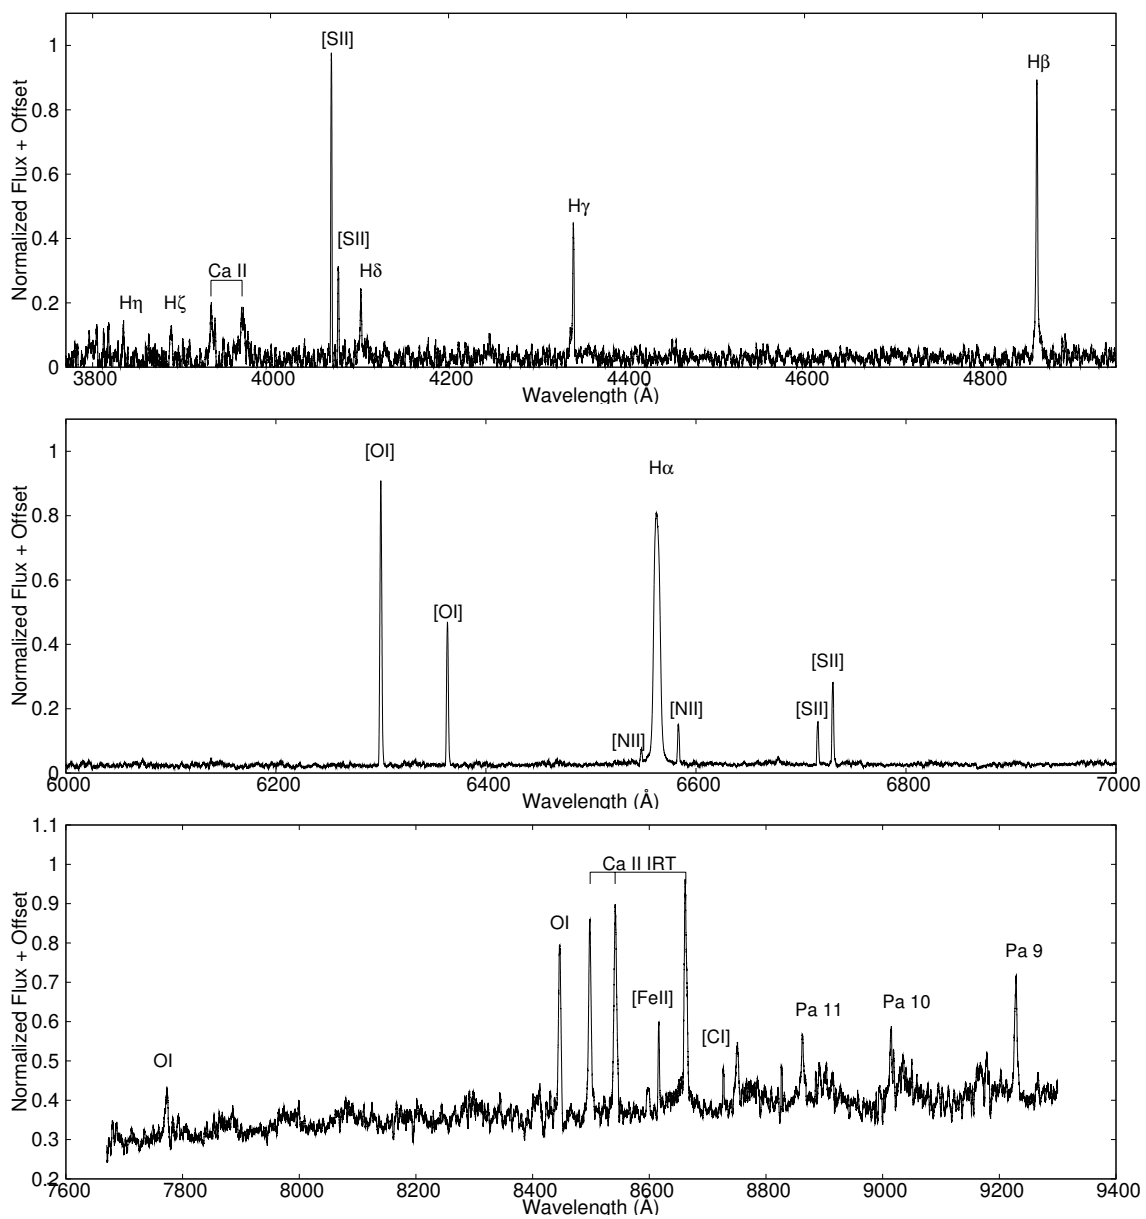 [SII]
Hβ
[SII]
Hγ
Ca II
Hδ
Hη
Hζ
Normalized Flux + Offset
1
0.8
0.6
0.4
0.2
0
3800
4000
4200
4400
4600
4800
Wavelength (Å)
[OI]
Hα
[OI]
[SII]
[NII]
[SII]
[NII]
Normalized Flux + Offset
1
0.8
0.6
0.4
0.2
0
6000
6200
6400
6600
6800
7000
Wavelength (Å)
Ca II IRT
OI
Pa 9
[FeII]
Pa 11
Pa 10
[CI]
OI
Normalized Flux + Offset
1.1
1
0.9
0.8
0.7
0.6
0.5
0.4
0.3
0.2
7600
7800
8000
8200
8400
8600
8800
9000
9200
9400
Wavelength (Å)